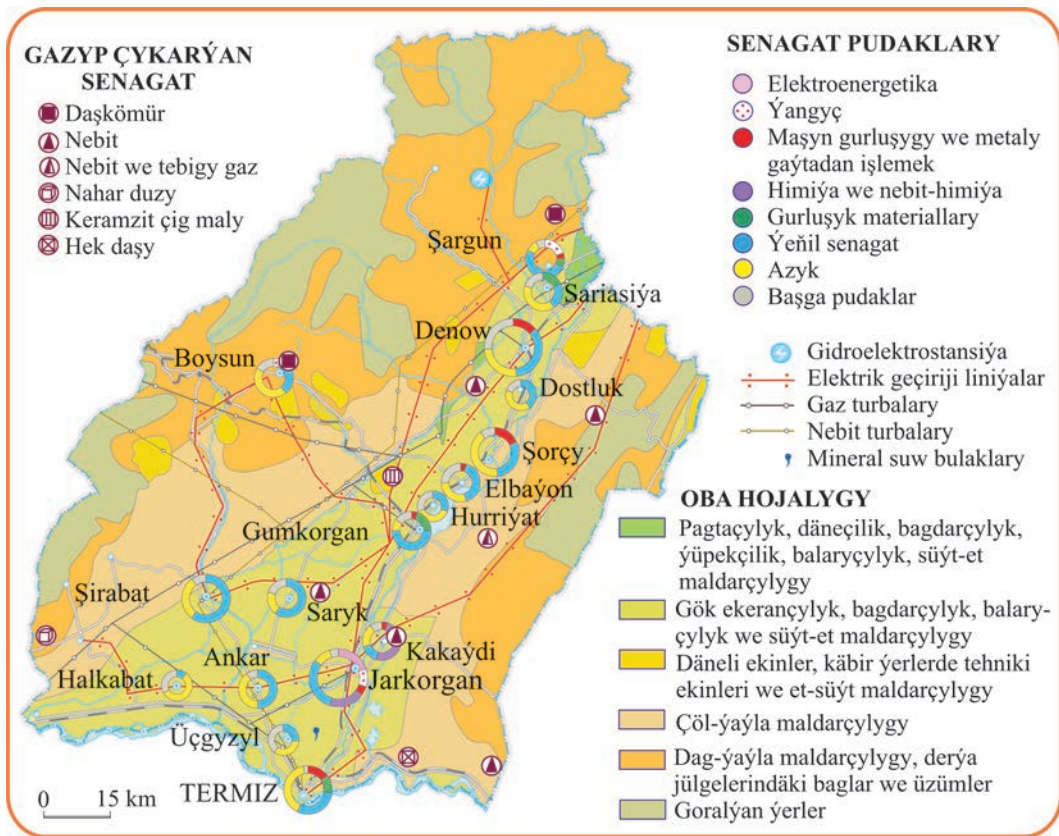 GAZYP ÇYKARÝAN
SENAGAT
Daşkömür
Nebit
Nebit we tebigy gaz
Nahar duzy
Keramzit çig maly
Hek daşy
SENAGAT PUDAKLARY
Elektroenergetika
Ýangyç
Maşyn gurluşygy we metaly
gaýtadan işlemek
Himiýa we nebit-himiýa
Gurluşyk materiallary
Ýeňil senagat
Azyk
Başga pudaklar
Gidroelektrostansiýa
Elektrik geçiriji liniýalar
Gaz turbalary
Nebit turbalary
Mineral suw bulaklary
OBA HOJALYGY
Pagtaçylyk, däneçilik, bagdarçylyk,
ýüpekçilik, balaryçylyk, süýt-et
maldarçylygy
Gök ekerançylyk, bagdarçylyk, balary-
çylyk we süýt-et maldarçylygy
Däneli ekinler, käbir ýerlerde tehniki
ekinleri we et-süýt maldarçylygy
Çöl-ýaýla maldarçylygy
Dag-ýaýla maldarçylygy, derýa
jülgelerindäki baglar we üzümler
Goralýan ýerler
Şargun
Sariasiýa
Denow
Boysun
Dostluk
Şorçy
Elbaýon
Hurriýat
Gumkorgan
Şirabat
Saryk
Kakaýdi
Ankar
Jarkorgan
Halkabat
Üçgyzyl
TERMIZ
0 15 km